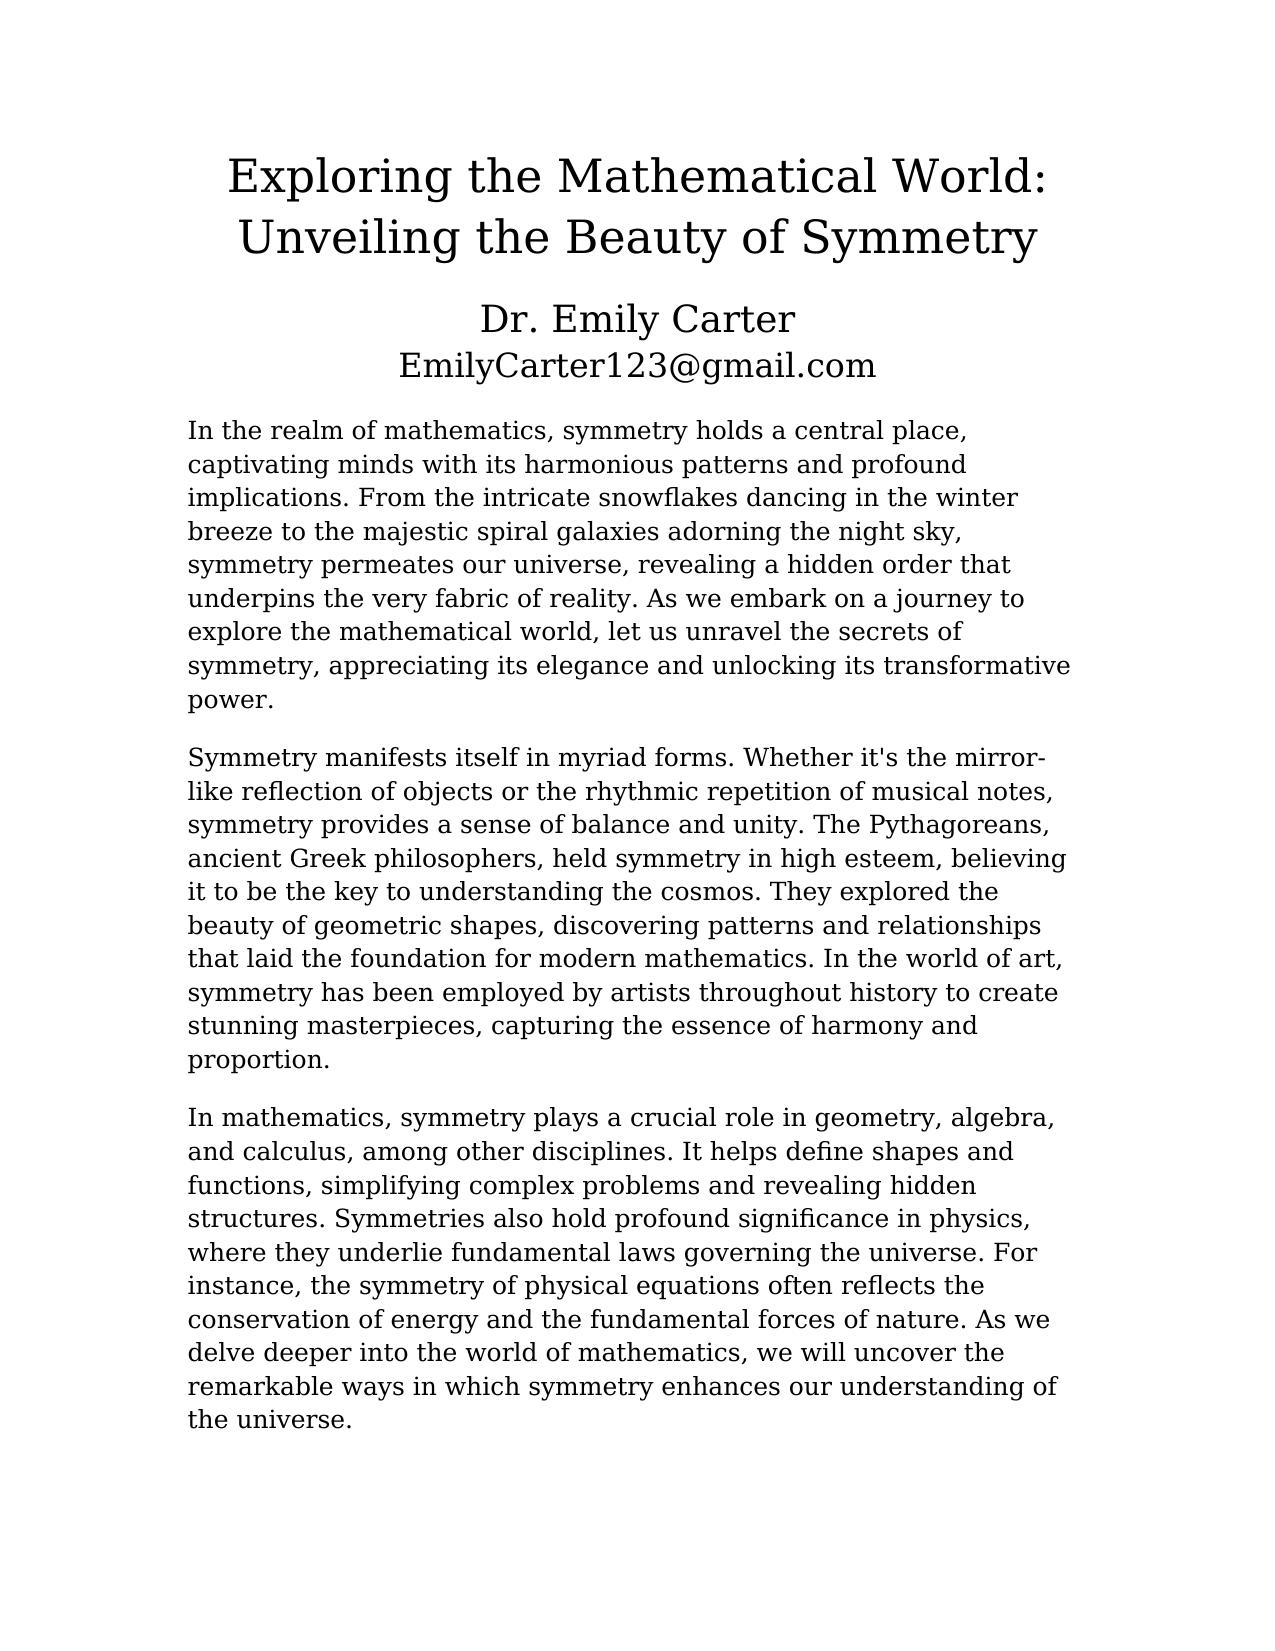 Exploring the Mathematical World:
Unveiling the Beauty of Symmetry
Dr. Emily Carter
EmilyCarter123@gmail.com
In the realm of mathematics, symmetry holds a central place,
captivating minds with its harmonious patterns and profound
implications. From the intricate snowflakes dancing in the winter
breeze to the majestic spiral galaxies adorning the night sky,
symmetry permeates our universe, revealing a hidden order that
underpins the very fabric of reality. As we embark on a journey to
explore the mathematical world, let us unravel the secrets of
symmetry, appreciating its elegance and unlocking its transformative
power.
Symmetry manifests itself in myriad forms. Whether it's the mirror-
like reflection of objects or the rhythmic repetition of musical notes,
symmetry provides a sense of balance and unity. The Pythagoreans,
ancient Greek philosophers, held symmetry in high esteem, believing
it to be the key to understanding the cosmos. They explored the
beauty of geometric shapes, discovering patterns and relationships
that laid the foundation for modern mathematics. In the world of art,
symmetry has been employed by artists throughout history to create
stunning masterpieces, capturing the essence of harmony and
proportion.
In mathematics, symmetry plays a crucial role in geometry, algebra,
and calculus, among other disciplines. It helps define shapes and
functions, simplifying complex problems and revealing hidden
structures. Symmetries also hold profound significance in physics,
where they underlie fundamental laws governing the universe. For
instance, the symmetry of physical equations often reflects the
conservation of energy and the fundamental forces of nature. As we
delve deeper into the world of mathematics, we will uncover the
remarkable ways in which symmetry enhances our understanding of
the universe.